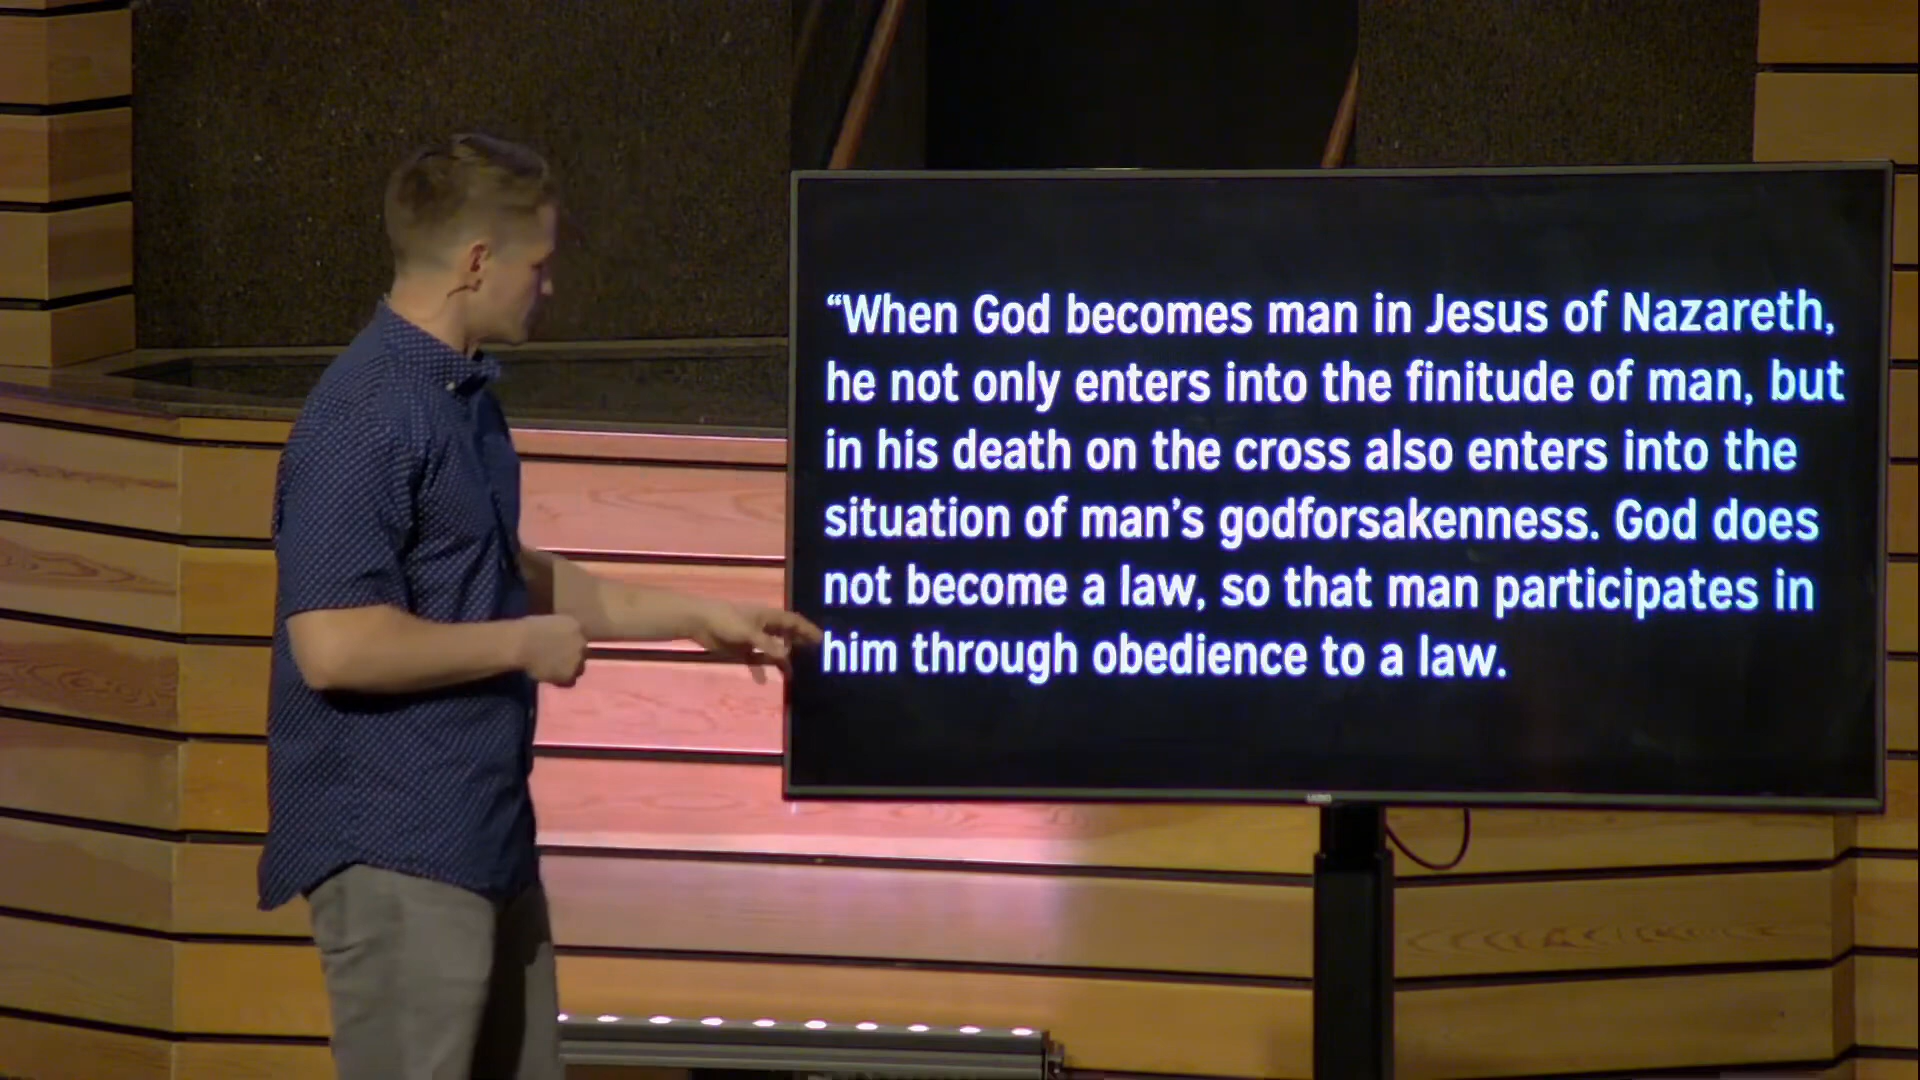 “When God becomes man in Jesus of Nazareth,
he not only enters into the finitude of man, but
in his death on the cross also enters into the
situation of man’s godforsakenness. God does
not become a law, so that man participates in
him through obedience to a law.